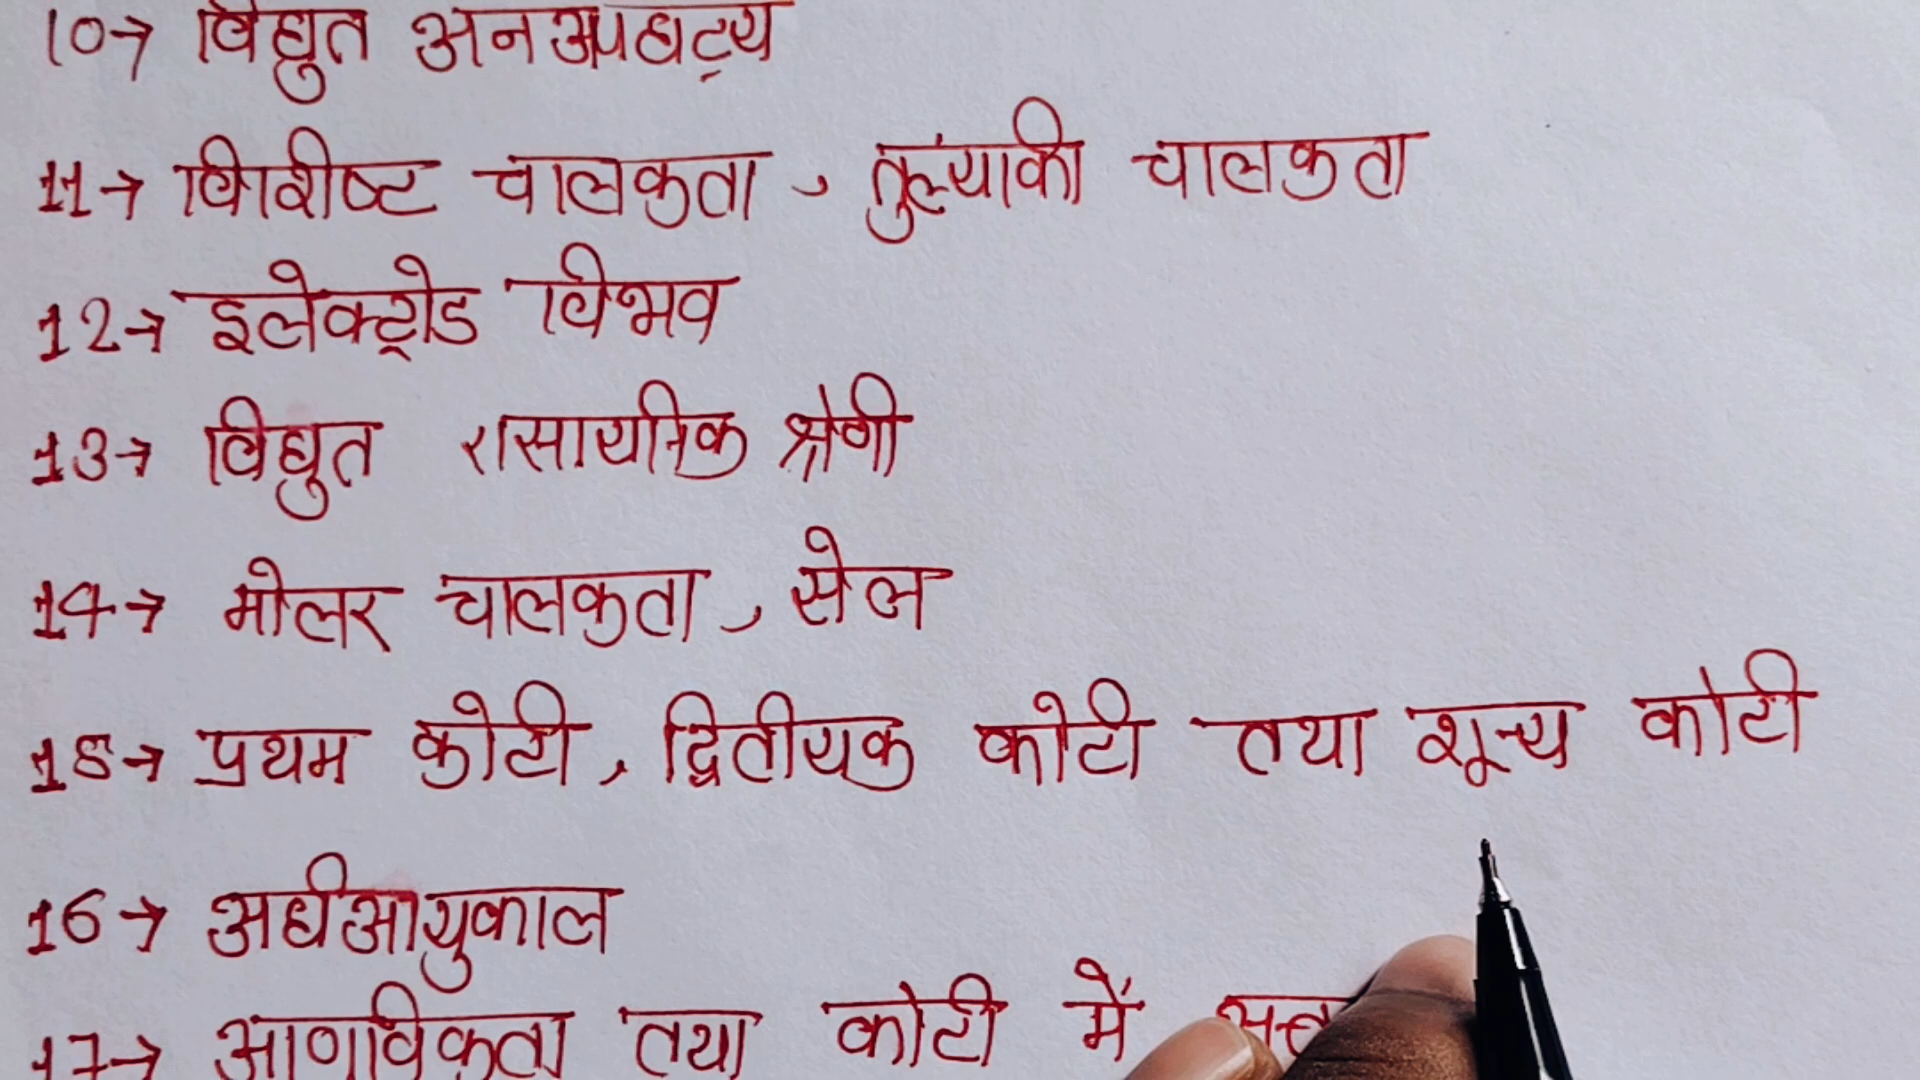 10→ विद्युत अनअपघट्य
11→ विशीष्ट चालकता, तुल्यांकी चालकता
12→ इलेक्ट्रोड विभव
13→ विद्युत रासायनिक श्रेणी
14→ मोलर चालकता, सेल
15→ प्रथम कोटी, द्वितीयक कोटी तथा शून्य कोटी
16→ अर्धआयुकाल
17→ आणविकता तथा कोटी में